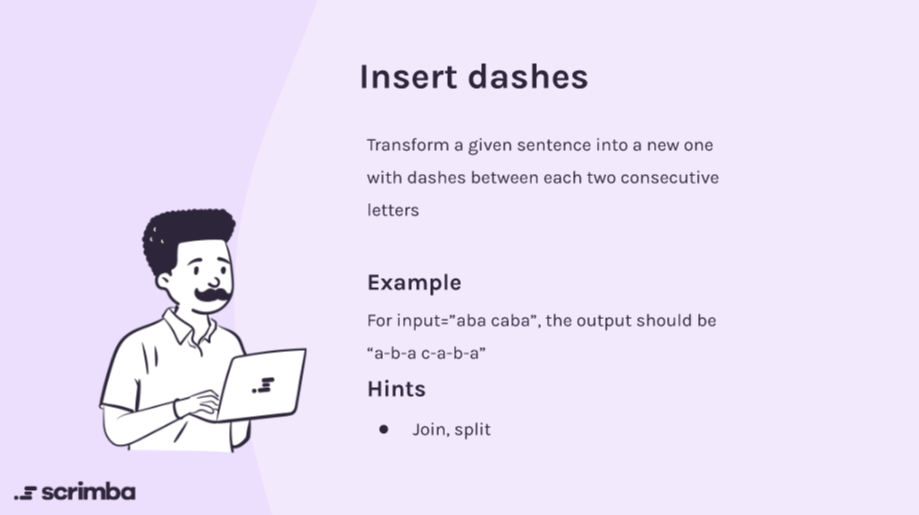 Insert dashes
Transform a given sentence into a new one
with dashes between each two consecutive
letters
Example
For input=”aba caba”, the output should be
“a-b-a c-a-b-a”
Hints
● Join, split
scrimba